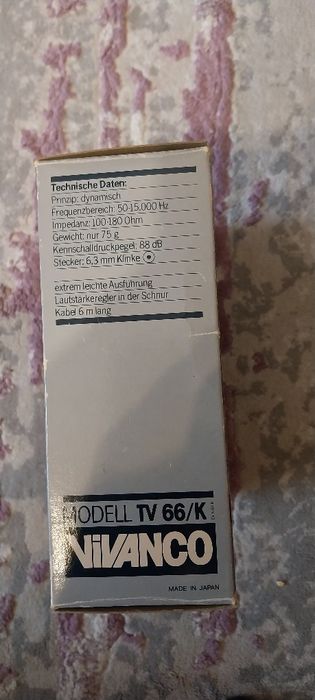 Technische Daten:
Prinzip: dynamisch
Frequenzbereich: 50-15.000 Hz
Impedanz: 100-180 Ohm
Gewicht: nur 75 g
Kennschalldruckpegel: 88 dB
Stecker: 6,3 mm Klinke
extrem leichte Ausführung
Lautstärkeregler in der Schnur
Kabel 6 m lang
MODELL TV 66/K
ViVANCO
MADE IN JAPAN